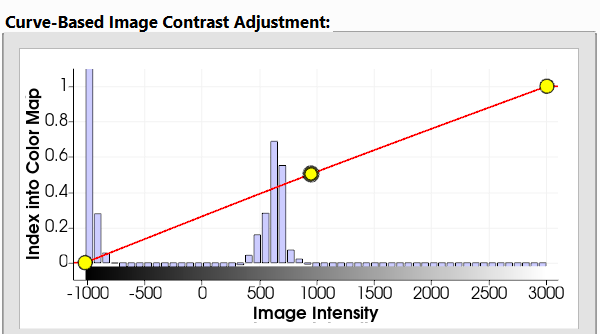 Curve-Based Image Contrast Adjustment:
Index into Color Map
1
0.8
0.6
0.4
0.2
0
-1000 -500 0 500 1000 1500 2000 2500 3000
Image Intensity